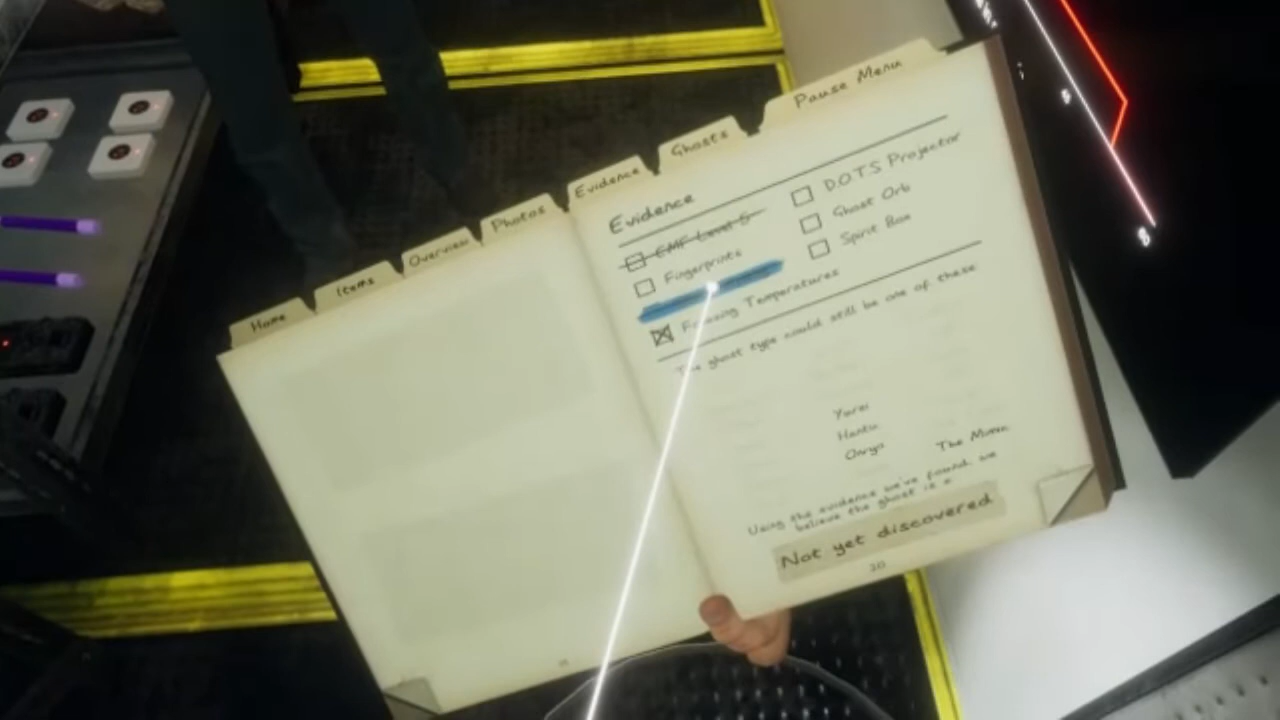 Home
Items
Overview
Photos
Evidence
Ghosts
Pause Menu
Evidence
EMF Level 5
Fingerprints
Freezing Temperatures
D.O.T.S Projector
Ghost Orb
Spirit Box
The ghost type could still be one of these
Yurei
Hantu
Onryo
The Mimic
Using the evidence we've found, we
believe the ghost is a
Not yet discovered
20